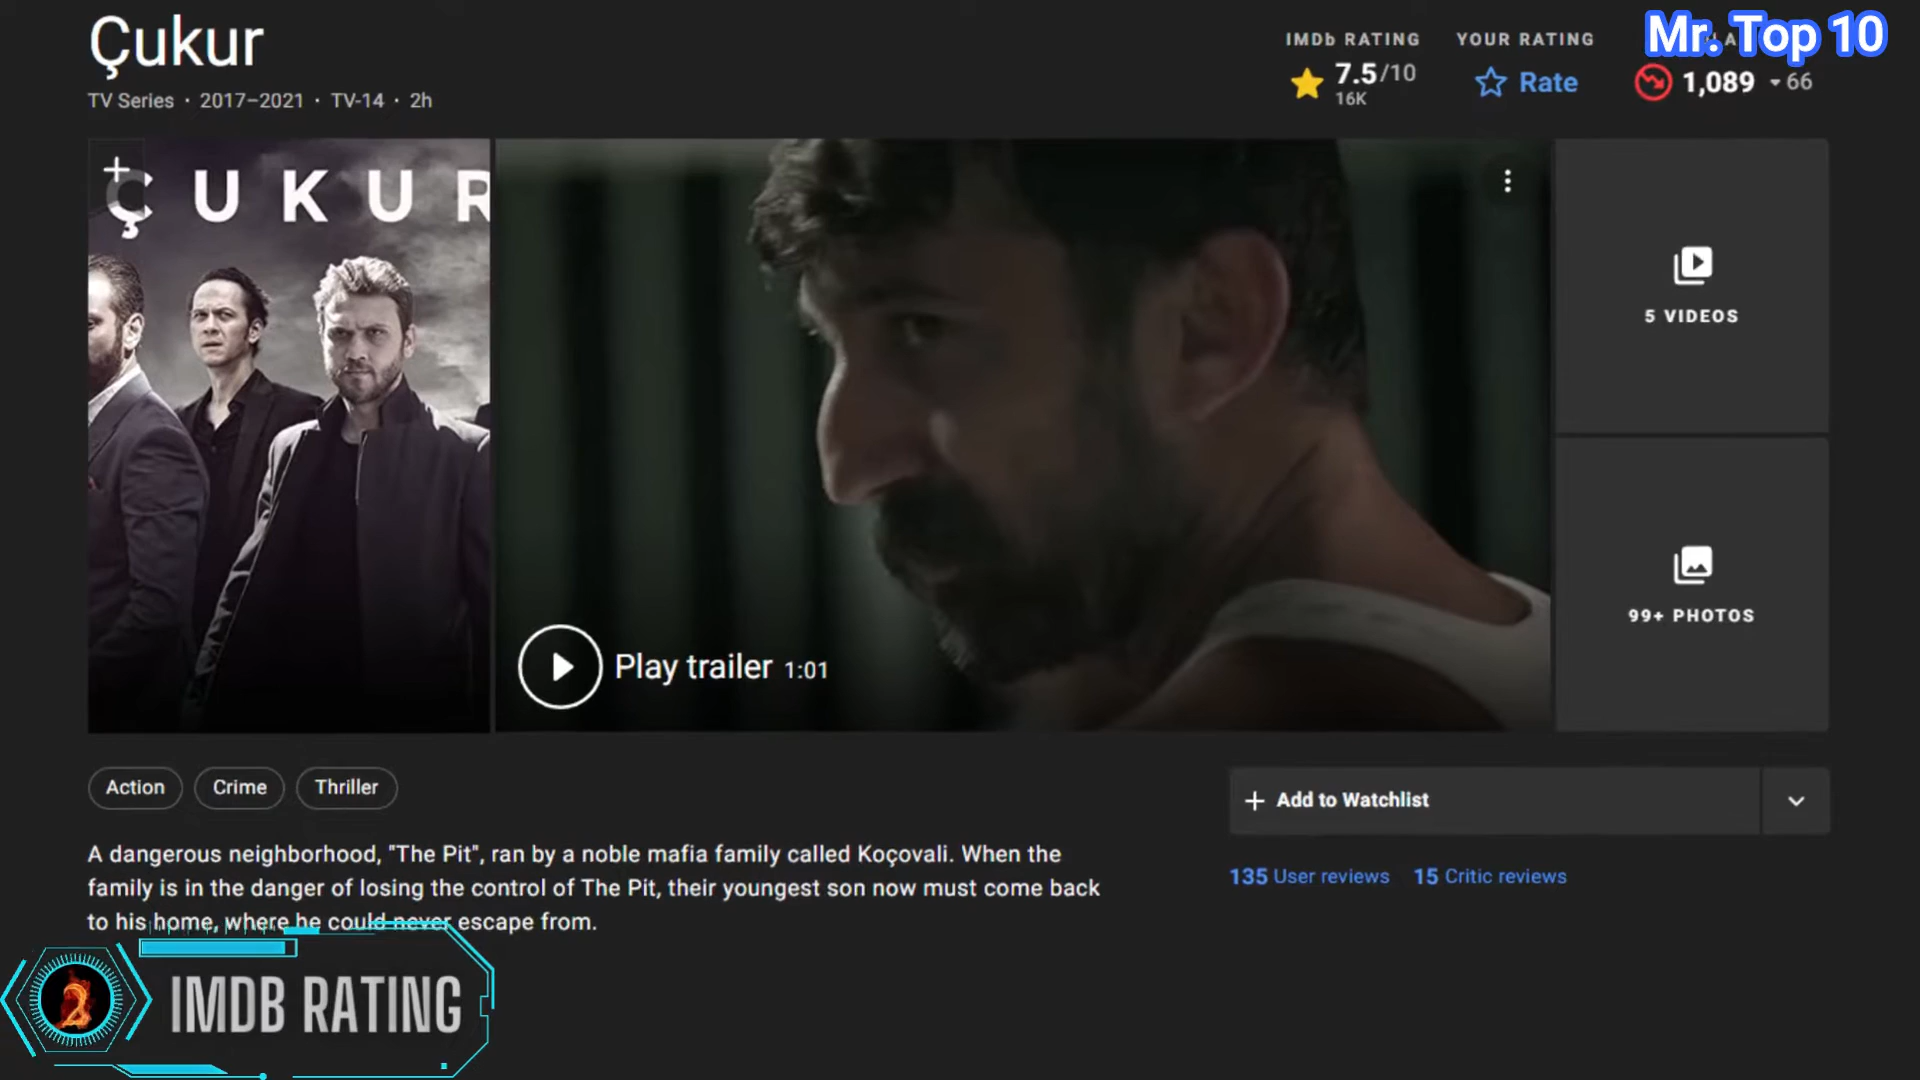 Çukur
TV Series · 2017–2021 · TV-14 · 2h
IMDb RATING
7.5/10
16K
YOUR RATING
Rate
Mr. Top 10
1,089 66
ÇUKUR
Play trailer 1:01
5 VIDEOS
99+ PHOTOS
Action
Crime
Thriller
A dangerous neighborhood, "The Pit", ran by a noble mafia family called Koçovali. When the
family is in the danger of losing the control of The Pit, their youngest son now must come back
to his home, where he could never escape from.
+ Add to Watchlist
135 User reviews 15 Critic reviews
2
IMDB RATING